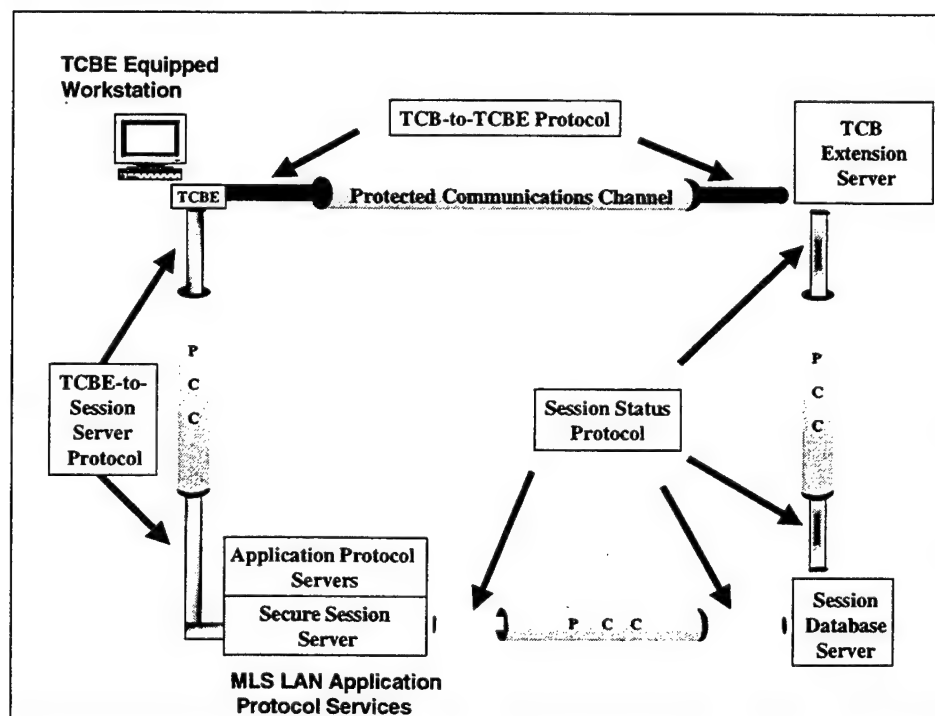 TCBE Equipped
Workstation
TCB-to-TCBE Protocol
TCB
Extension
Server
TCBE
Protected Communications Channel
P
C
C
P
C
C
TCBE-to-
Session
Server
Protocol
Session Status
Protocol
Application Protocol
Servers
Secure Session
Server
P C C
Session
Database
Server
MLS LAN Application
Protocol Services